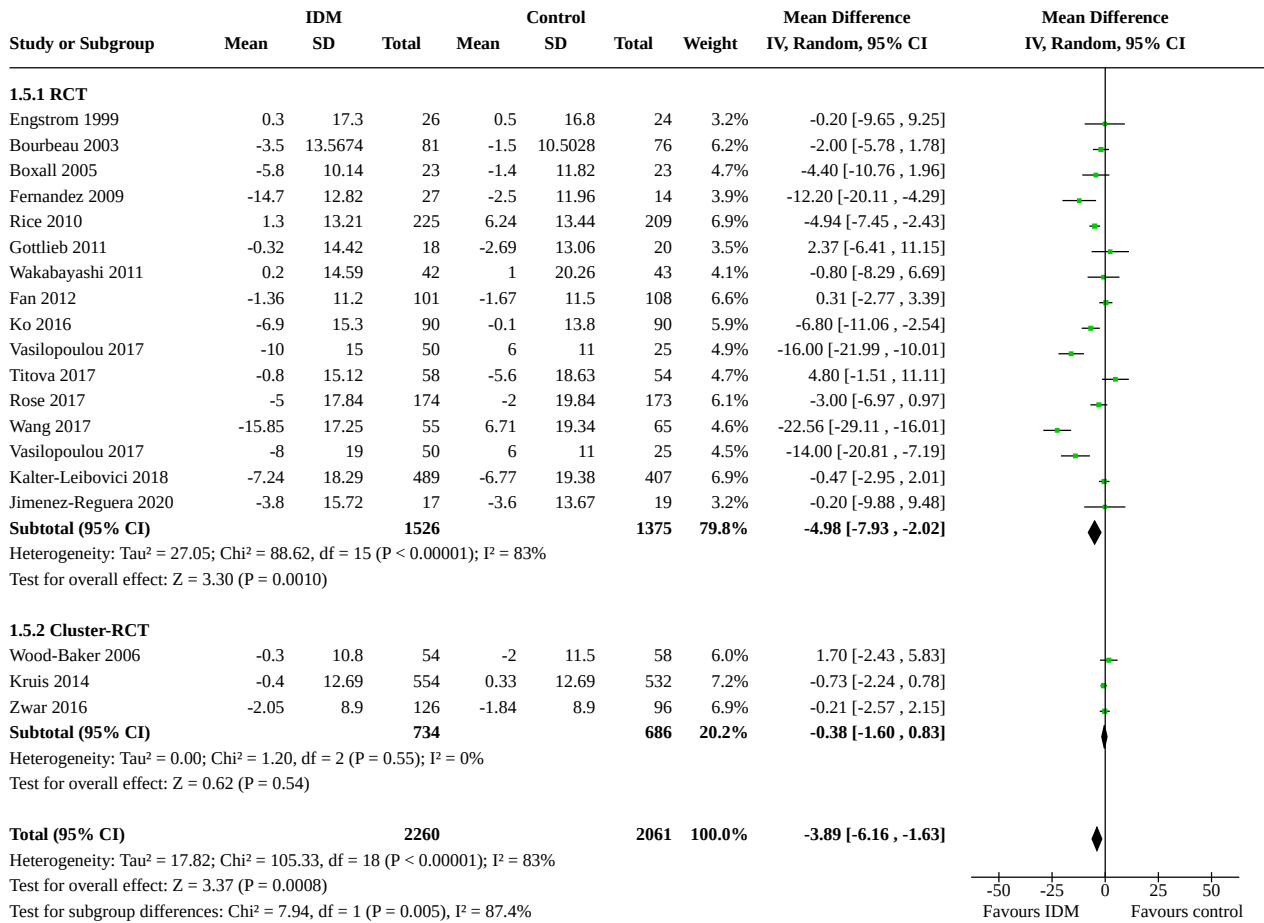 IDM Control Mean Difference Mean Difference
Study or Subgroup Mean SD Total Mean SD Total Weight IV, Random, 95% CI IV, Random, 95% CI
1.5.1 RCT
Engstrom 1999 0.3 17.3 26 0.5 16.8 24 3.2% -0.20 [-9.65 , 9.25]
Bourbeau 2003 -3.5 13.5674 81 -1.5 10.5028 76 6.2% -2.00 [-5.78 , 1.78]
Boxall 2005 -5.8 10.14 23 -1.4 11.82 23 4.7% -4.40 [-10.76 , 1.96]
Fernandez 2009 -14.7 12.82 27 -2.5 11.96 14 3.9% -12.20 [-20.11 , -4.29]
Rice 2010 1.3 13.21 225 6.24 13.44 209 6.9% -4.94 [-7.45 , -2.43]
Gottlieb 2011 -0.32 14.42 18 -2.69 13.06 20 3.5% 2.37 [-6.41 , 11.15]
Wakabayashi 2011 0.2 14.59 42 1 20.26 43 4.1% -0.80 [-8.29 , 6.69]
Fan 2012 -1.36 11.2 101 -1.67 11.5 108 6.6% 0.31 [-2.77 , 3.39]
Ko 2016 -6.9 15.3 90 -0.1 13.8 90 5.9% -6.80 [-11.06 , -2.54]
Vasilopoulou 2017 -10 15 50 6 11 25 4.9% -16.00 [-21.99 , -10.01]
Titova 2017 -0.8 15.12 58 -5.6 18.63 54 4.7% 4.80 [-1.51 , 11.11]
Rose 2017 -5 17.84 174 -2 19.84 173 6.1% -3.00 [-6.97 , 0.97]
Wang 2017 -15.85 17.25 55 6.71 19.34 65 4.6% -22.56 [-29.11 , -16.01]
Vasilopoulou 2017 -8 19 50 6 11 25 4.5% -14.00 [-20.81 , -7.19]
Kalter-Leibovici 2018 -7.24 18.29 489 -6.77 19.38 407 6.9% -0.47 [-2.95 , 2.01]
Jimenez-Reguera 2020 -3.8 15.72 17 -3.6 13.67 19 3.2% -0.20 [-9.88 , 9.48]
Subtotal (95% CI) 1526 1375 79.8% -4.98 [-7.93 , -2.02]
Heterogeneity: Tau² = 27.05; Chi² = 88.62, df = 15 (P < 0.00001); I² = 83%
Test for overall effect: Z = 3.30 (P = 0.0010)
1.5.2 Cluster-RCT
Wood-Baker 2006 -0.3 10.8 54 -2 11.5 58 6.0% 1.70 [-2.43 , 5.83]
Kruis 2014 -0.4 12.69 554 0.33 12.69 532 7.2% -0.73 [-2.24 , 0.78]
Zwar 2016 -2.05 8.9 126 -1.84 8.9 96 6.9% -0.21 [-2.57 , 2.15]
Subtotal (95% CI) 734 686 20.2% -0.38 [-1.60 , 0.83]
Heterogeneity: Tau² = 0.00; Chi² = 1.20, df = 2 (P = 0.55); I² = 0%
Test for overall effect: Z = 0.62 (P = 0.54)
Total (95% CI) 2260 2061 100.0% -3.89 [-6.16 , -1.63]
Heterogeneity: Tau² = 17.82; Chi² = 105.33, df = 18 (P < 0.00001); I² = 83%
Test for overall effect: Z = 3.37 (P = 0.0008) -50 -25 0 25 50
Test for subgroup differences: Chi² = 7.94, df = 1 (P = 0.005), I² = 87.4% Favours IDM Favours control